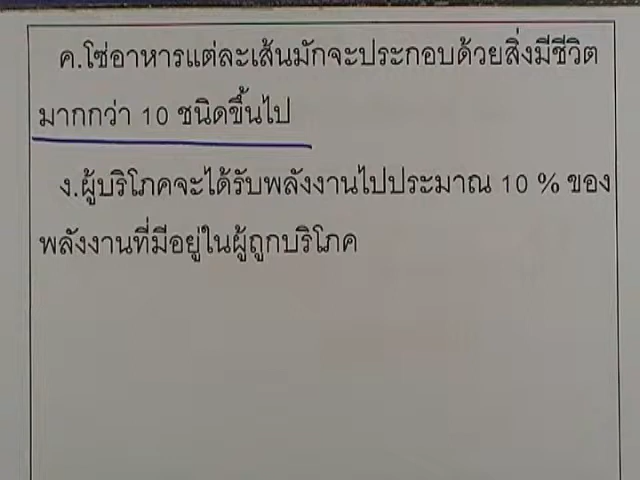 ค.โซ่อาหารแต่ละเส้นมักจะประกอบด้วยสิ่งมีชีวิต
มากกว่า 10 ชนิดขึ้นไป
ง.ผู้บริโภคจะได้รับพลังงานไปประมาณ 10 % ของ
พลังงานที่มีอยู่ในผู้ถูกบริโภค